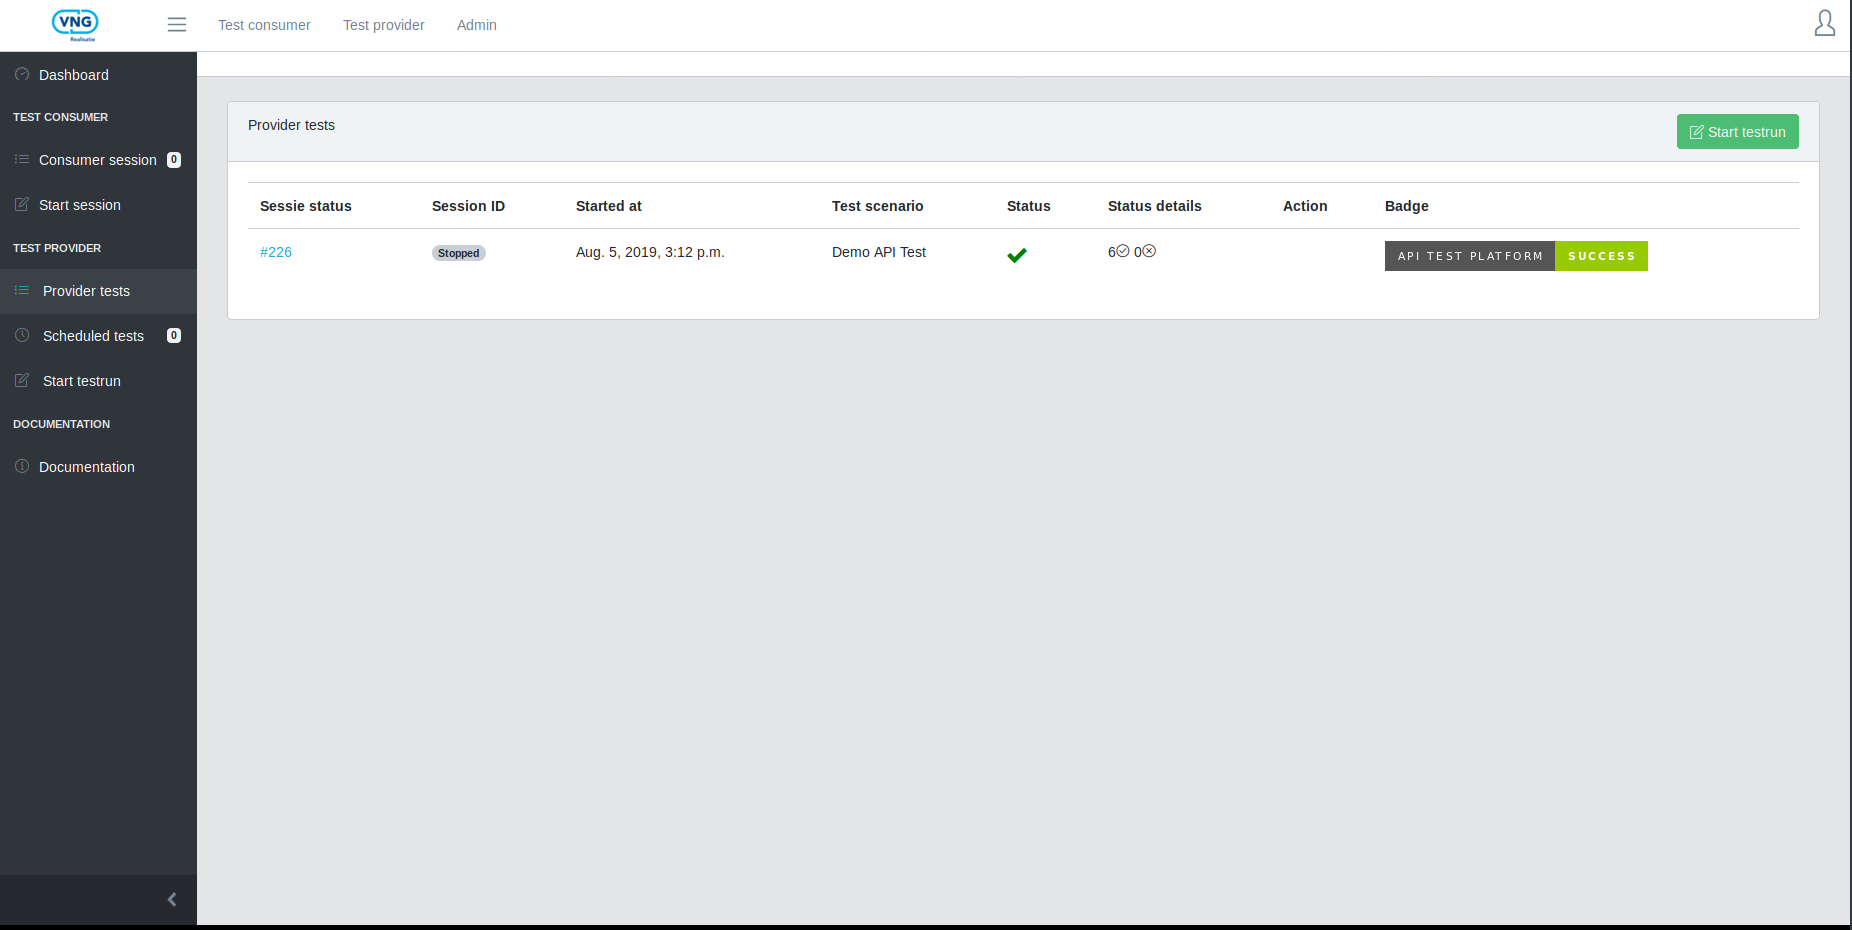 VNG
Realisatie
Test consumer Test provider Admin
Dashboard
TEST CONSUMER
Consumer session 0
Start session
TEST PROVIDER
Provider tests
Scheduled tests 0
Start testrun
DOCUMENTATION
Documentation
Provider tests
Start testrun
Sessie status Session ID Started at Test scenario Status Status details Action Badge
#226 Stopped Aug. 5, 2019, 3:12 p.m. Demo API Test 6 0 API TEST PLATFORM SUCCESS